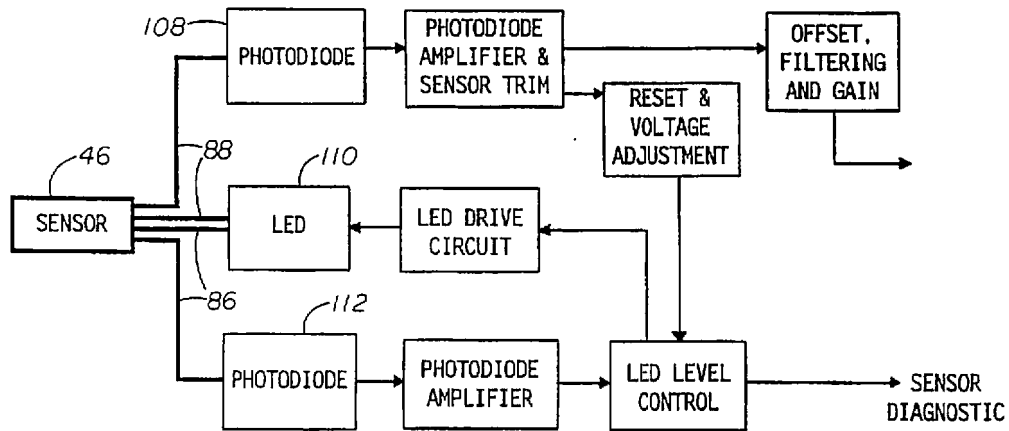 108
PHOTODIODE
PHOTODIODE
AMPLIFIER &
SENSOR TRIM
OFFSET,
FILTERING
AND GAIN
RESET &
VOLTAGE
ADJUSTMENT
46
SENSOR
88
110
LED
LED DRIVE
CIRCUIT
86
112
PHOTODIODE
PHOTODIODE
AMPLIFIER
LED LEVEL
CONTROL
SENSOR
DIAGNOSTIC